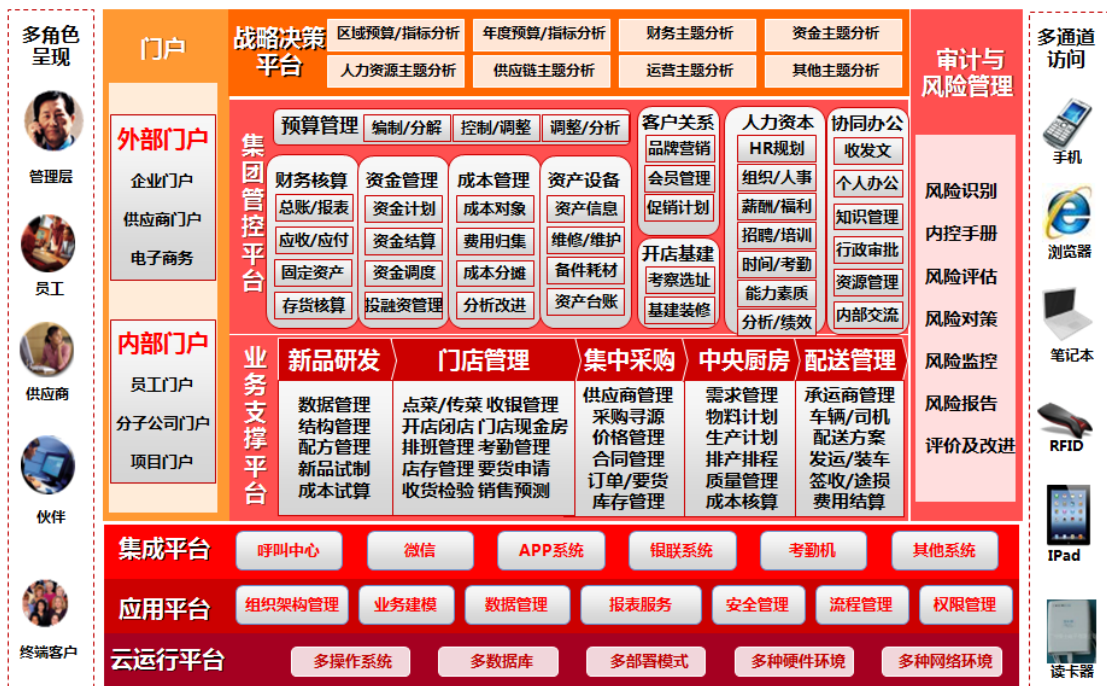 多角色
呈现
管理层
员工
供应商
伙伴
终端客户
门户
外部门户
企业门户
供应商门户
电子商务
内部门户
员工门户
分子公司门户
项目门户
战略决策
平台
区域预算/指标分析
年度预算/指标分析
财务主题分析
资金主题分析
人力资源主题分析
供应链主题分析
运营主题分析
其他主题分析
集团管控平台
预算管理
编制/分解
控制/调整
调整/分析
财务核算
总账/报表
应收/应付
固定资产
存货核算
资金管理
资金计划
资金结算
资金调度
投融资管理
成本管理
成本对象
费用归集
成本分摊
分析改进
资产设备
资产信息
维修/维护
备件耗材
资产台账
客户关系
品牌营销
会员管理
促销计划
开店基建
考察选址
基建装修
人力资本
HR规划
组织/人事
薪酬/福利
招聘/培训
时间/考勤
能力素质
分析/绩效
协同办公
收发文
个人办公
知识管理
行政审批
资源管理
内部交流
业务支撑平台
新品研发
数据管理
结构管理
配方管理
新品试制
成本试算
门店管理
点菜/传菜 收银管理
开店闭店 门店现金房
排班管理 考勤管理
店存管理 要货申请
收货检验 销售预测
集中采购
供应商管理
采购寻源
价格管理
合同管理
订单/要货
库存管理
中央厨房
需求管理
物料计划
生产计划
排产排程
质量管理
成本核算
配送管理
承运商管理
车辆/司机
配送方案
发运/装车
签收/途损
费用结算
审计与
风险管理
风险识别
内控手册
风险评估
风险对策
风险监控
风险报告
评价及改进
集成平台
呼叫中心
微信
APP系统
银联系统
考勤机
其他系统
应用平台
组织架构管理
业务建模
数据管理
报表服务
安全管理
流程管理
权限管理
云运行平台
多操作系统
多数据库
多部署模式
多种硬件环境
多种网络环境
多通道
访问
手机
浏览器
笔记本
RFID
IPad
读卡器